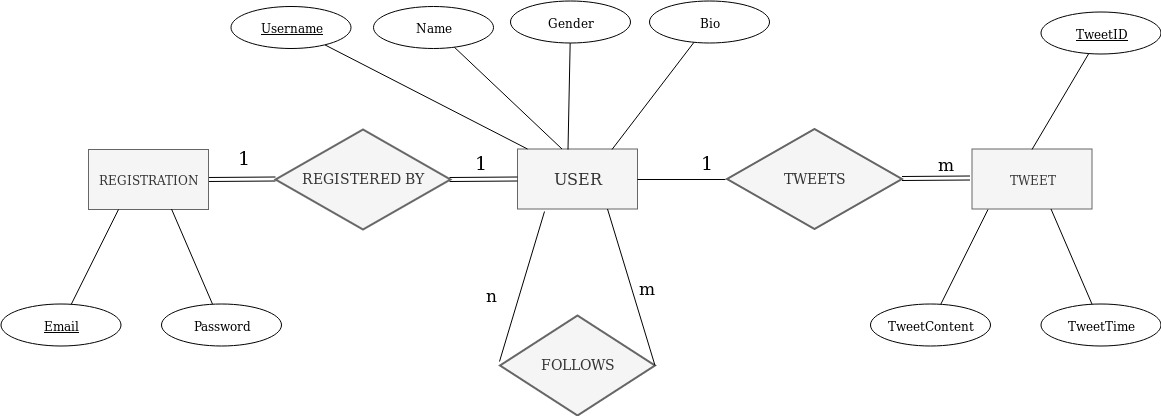 Username
Name
Gender
Bio
TweetID
REGISTRATION
1
REGISTERED BY
1
USER
1
TWEETS
m
TWEET
n
m
Email
Password
FOLLOWS
TweetContent
TweetTime